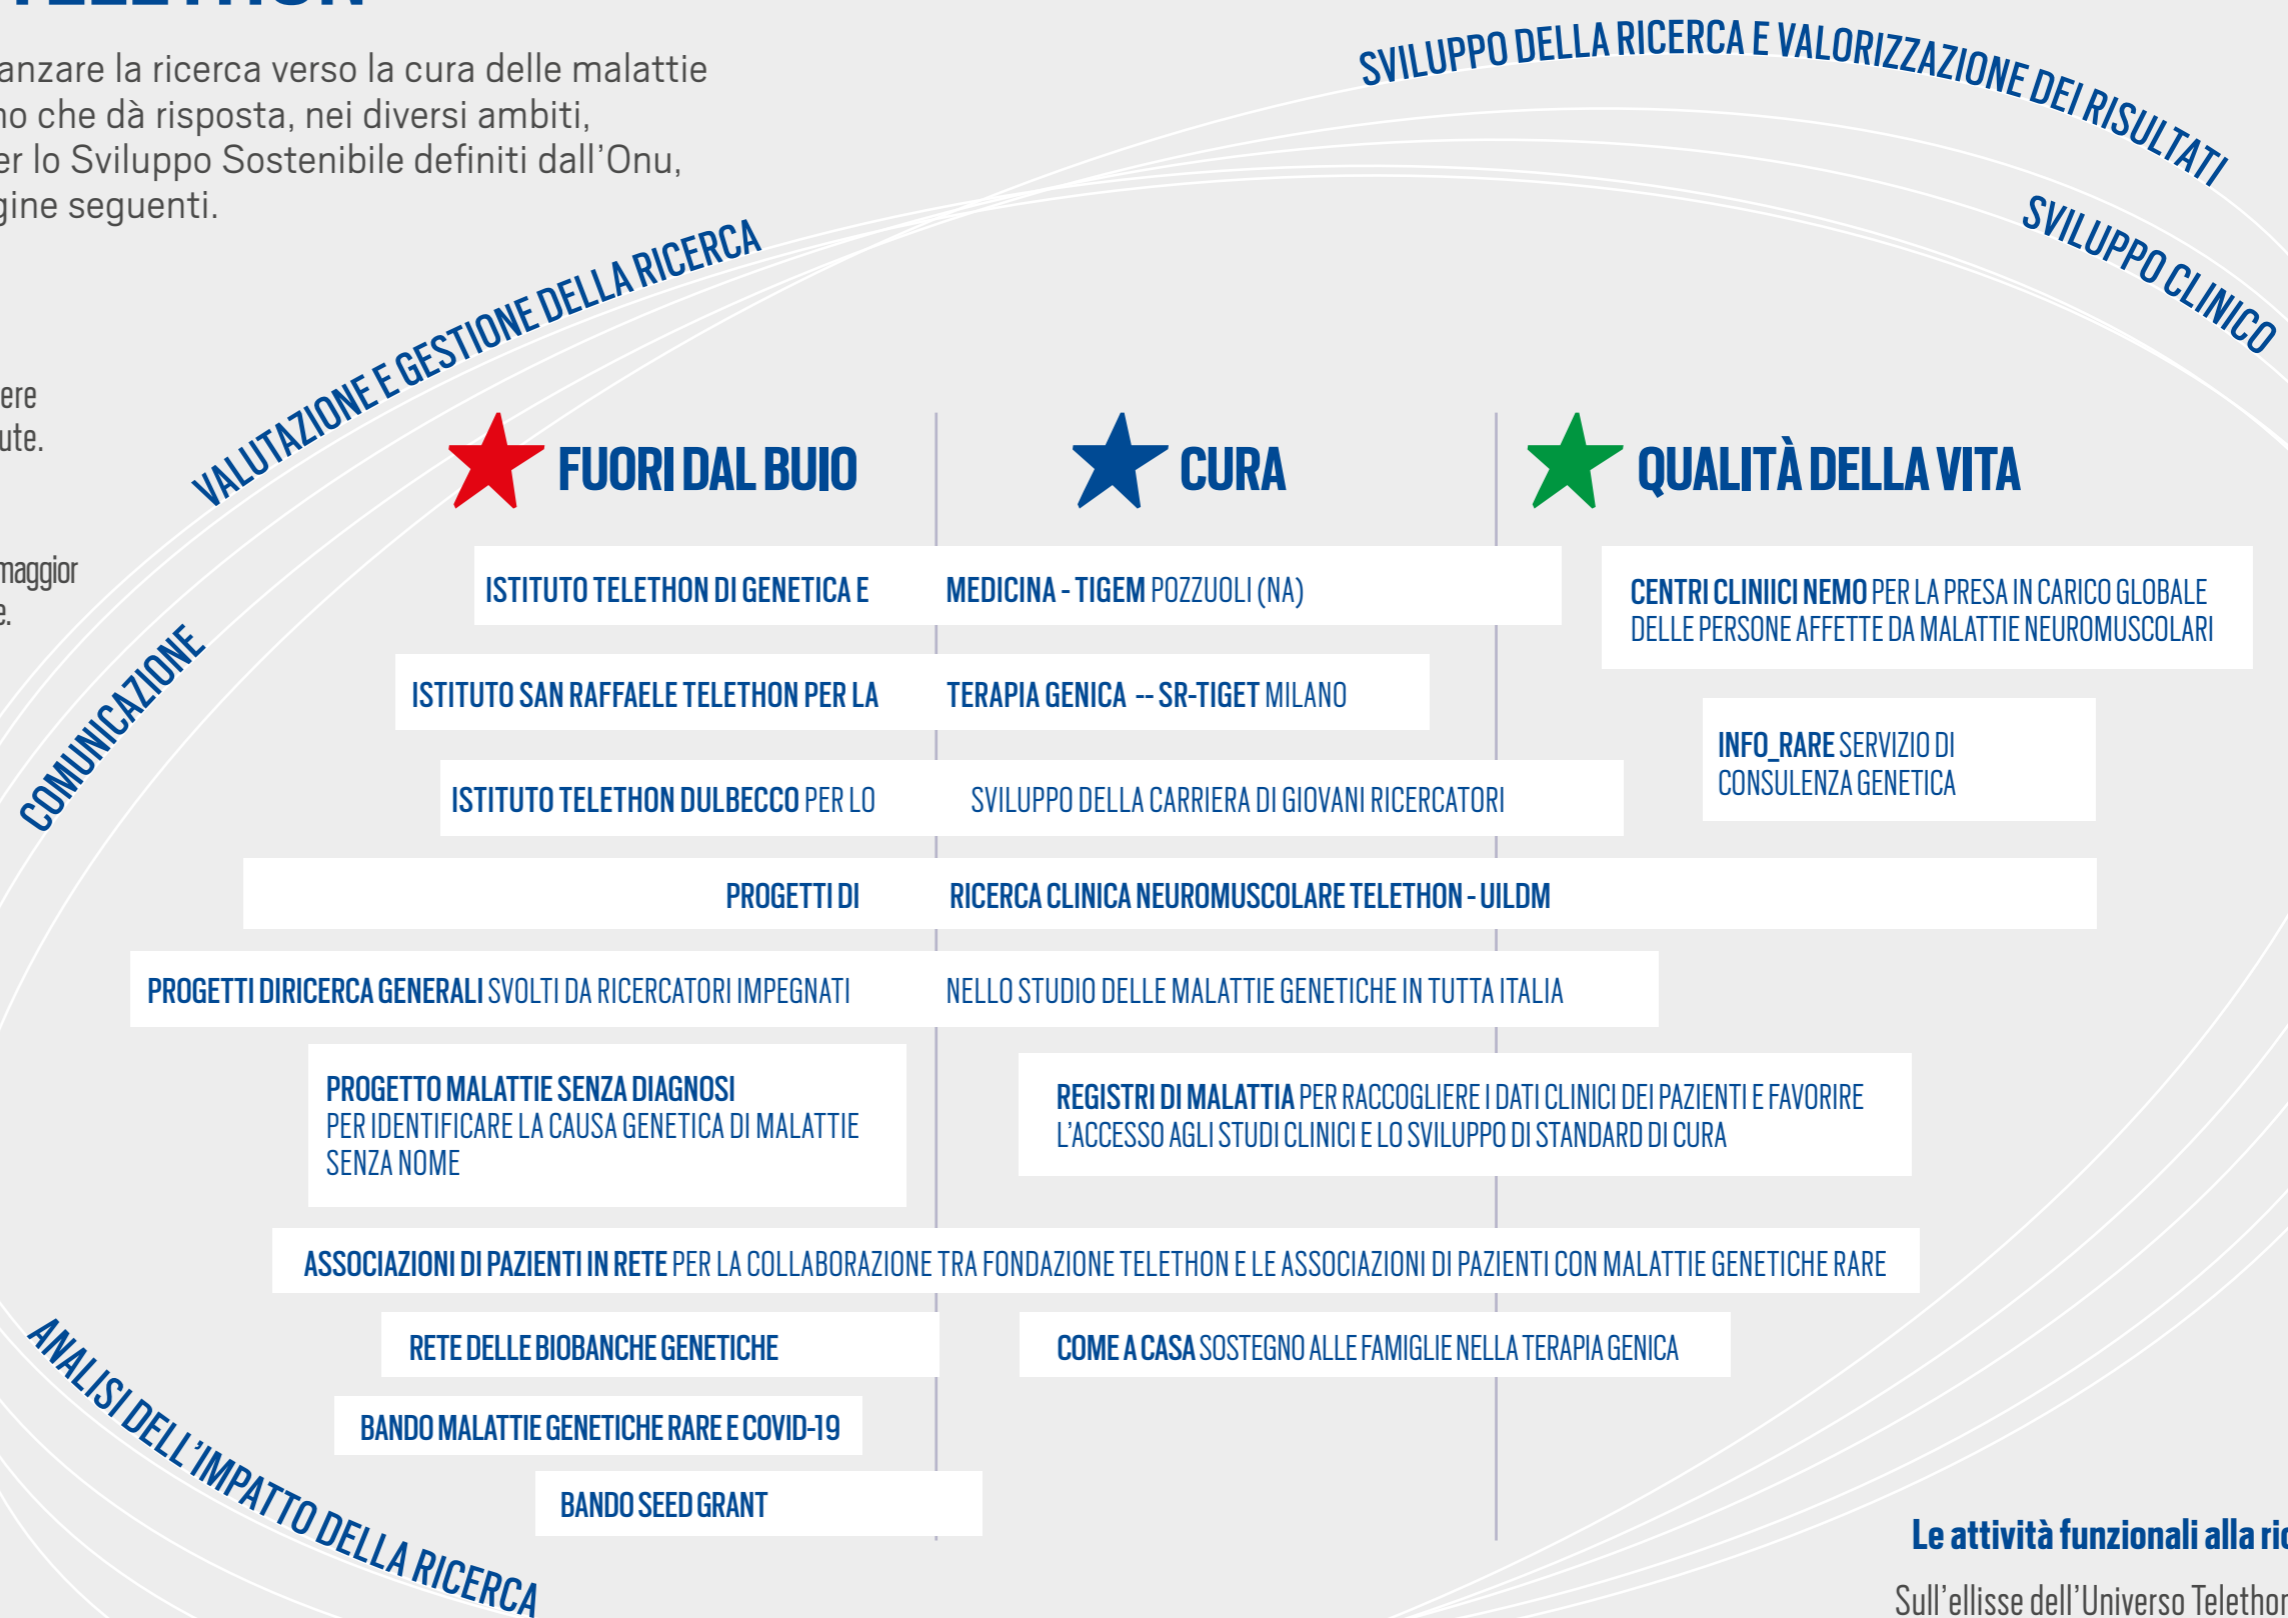 TELETHON
anzare la ricerca verso la cura delle malattie
no che dà risposta, nei diversi ambiti,
er lo Sviluppo Sostenibile definiti dall'Onu,
gine seguenti.
SVILUPPO DELLA RICERCA E VALORIZZAZIONE DEI RISULTATI
SVILUPPO CLINICO
VALUTAZIONE E GESTIONE DELLA RICERCA
ere
ute.
maggior
e.
COMUNICAZIONE
FUORI DAL BUIO
CURA
QUALITÀ DELLA VITA
ISTITUTO TELETHON DI GENETICA E MEDICINA - TIGEM POZZUOLI (NA)
CENTRI CLINIICI NEMO PER LA PRESA IN CARICO GLOBALE
DELLE PERSONE AFFETTE DA MALATTIE NEUROMUSCOLARI
ISTITUTO SAN RAFFAELE TELETHON PER LA TERAPIA GENICA -- SR-TIGET MILANO
INFO_RARE SERVIZIO DI
CONSULENZA GENETICA
ISTITUTO TELETHON DULBECCO PER LO SVILUPPO DELLA CARRIERA DI GIOVANI RICERCATORI
PROGETTI DI RICERCA CLINICA NEUROMUSCOLARE TELETHON - UILDM
PROGETTI DIRICERCA GENERALI SVOLTI DA RICERCATORI IMPEGNATI NELLO STUDIO DELLE MALATTIE GENETICHE IN TUTTA ITALIA
PROGETTO MALATTIE SENZA DIAGNOSI
PER IDENTIFICARE LA CAUSA GENETICA DI MALATTIE
SENZA NOME
REGISTRI DI MALATTIA PER RACCOGLIERE I DATI CLINICI DEI PAZIENTI E FAVORIRE
L'ACCESSO AGLI STUDI CLINICI E LO SVILUPPO DI STANDARD DI CURA
ASSOCIAZIONI DI PAZIENTI IN RETE PER LA COLLABORAZIONE TRA FONDAZIONE TELETHON E LE ASSOCIAZIONI DI PAZIENTI CON MALATTIE GENETICHE RARE
RETE DELLE BIOBANCHE GENETICHE
COME A CASA SOSTEGNO ALLE FAMIGLIE NELLA TERAPIA GENICA
BANDO MALATTIE GENETICHE RARE E COVID-19
BANDO SEED GRANT
ANALISI DELL'IMPATTO DELLA RICERCA
Le attività funzionali alla ric
Sull'ellisse dell'Universo Telethon